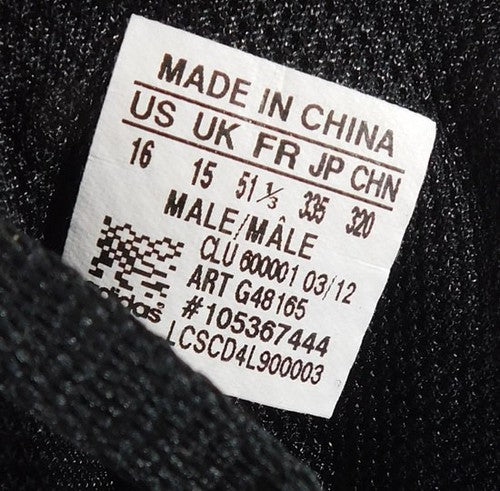 MADE IN CHINA
US UK FR JP CHN
16 15 51⅓ 335 320
MALE/MÂLE
CLU 600001 03/12
ART G48165
#105367444
LCSCD4L900003
adidas